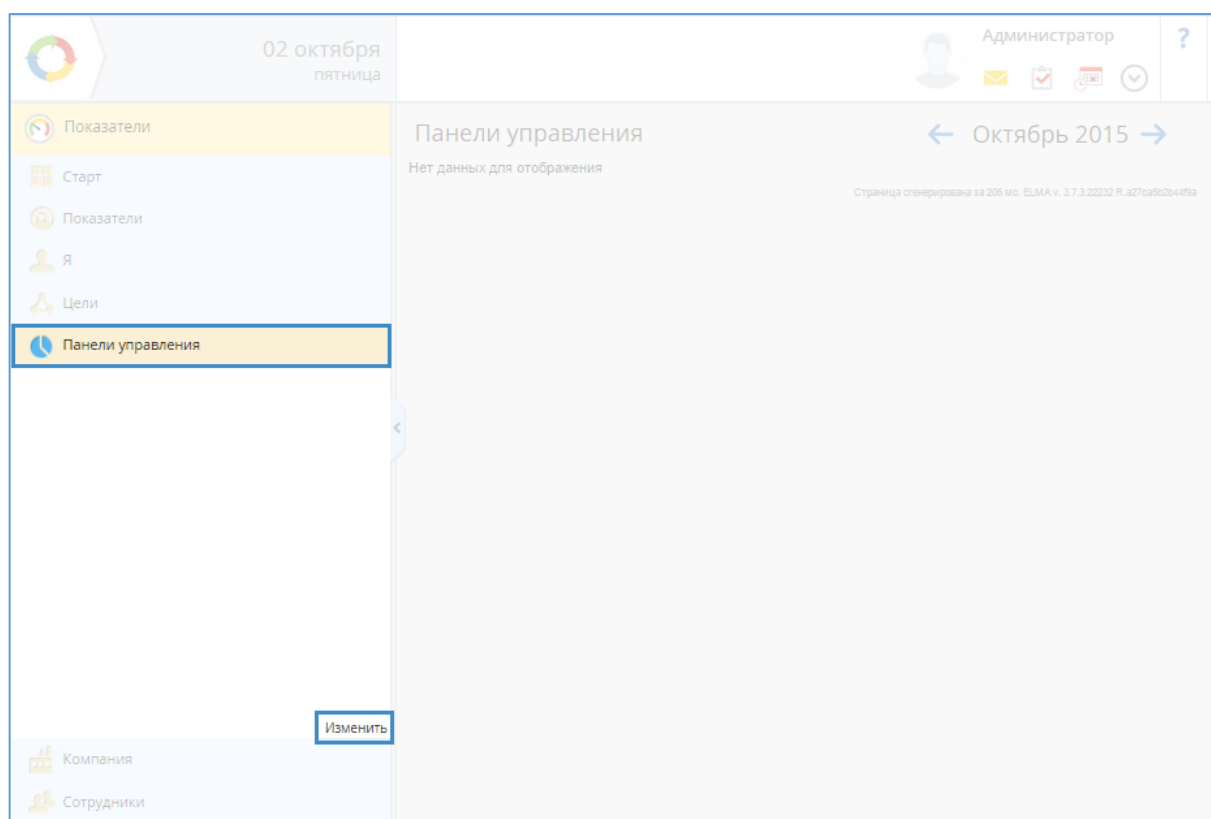 02 октября
пятница
Администратор
?
Показатели
Старт
Показатели
Я
Цели
Панели управления
Изменить
Компания
Сотрудники
Панели управления
Октябрь 2015
Нет данных для отображения
Страница сгенерирована за 206 мс. ELMA v. 3.7.3.22232 R.a27ca5b2b44f9a